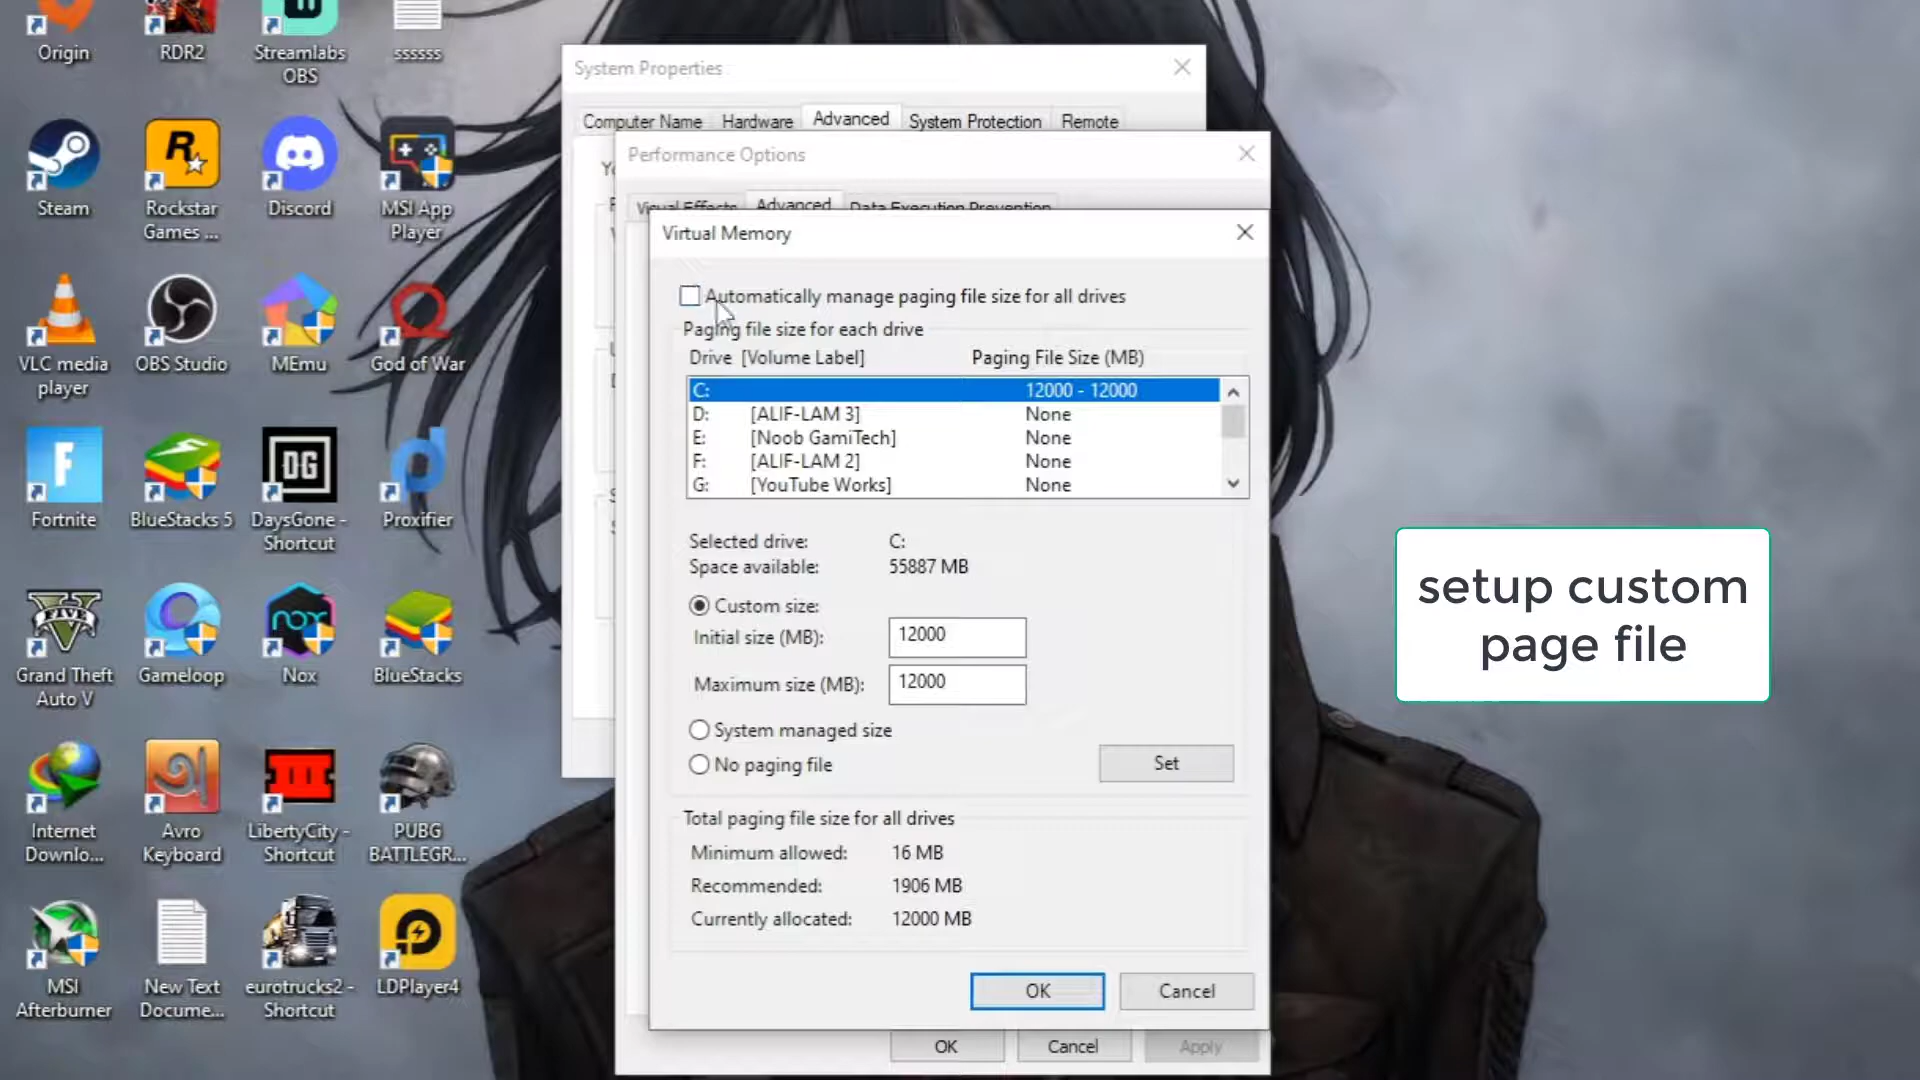 Origin
RDR2
Streamlabs
OBS
ssssss
Steam
Rockstar
Games ...
Discord
MSI App
Player
VLC media
player
OBS Studio
MEmu
God of War
Fortnite
BlueStacks 5
DaysGone -
Shortcut
Proxifier
Grand Theft
Auto V
Gameloop
Nox
BlueStacks
Internet
Downlo...
Avro
Keyboard
LibertyCity -
Shortcut
PUBG
BATTLEGR...
MSI
Afterburner
New Text
Docume...
eurotrucks2 -
Shortcut
LDPlayer4
System Properties
Computer Name Hardware Advanced System Protection Remote
Performance Options
Visual Effects Advanced Data Execution Prevention
Virtual Memory
Automatically manage paging file size for all drives
Paging file size for each drive
Drive [Volume Label] Paging File Size (MB)
C: 12000 - 12000
D: [ALIF-LAM 3] None
E: [Noob GamiTech] None
F: [ALIF-LAM 2] None
G: [YouTube Works] None
Selected drive: C:
Space available: 55887 MB
Custom size:
Initial size (MB): 12000
Maximum size (MB): 12000
System managed size
No paging file
Set
Total paging file size for all drives
Minimum allowed: 16 MB
Recommended: 1906 MB
Currently allocated: 12000 MB
OK Cancel
OK Cancel Apply
setup custom
page file